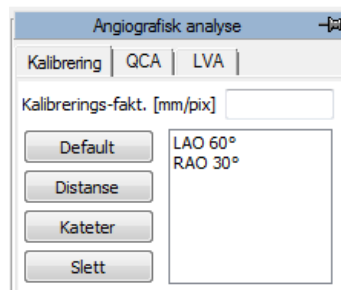 Angiografisk analyse
Kalibrering QCA LVA
Kalibrerings-fakt. [mm/pix]
Default
LAO 60°
RAO 30°
Distanse
Kateter
Slett